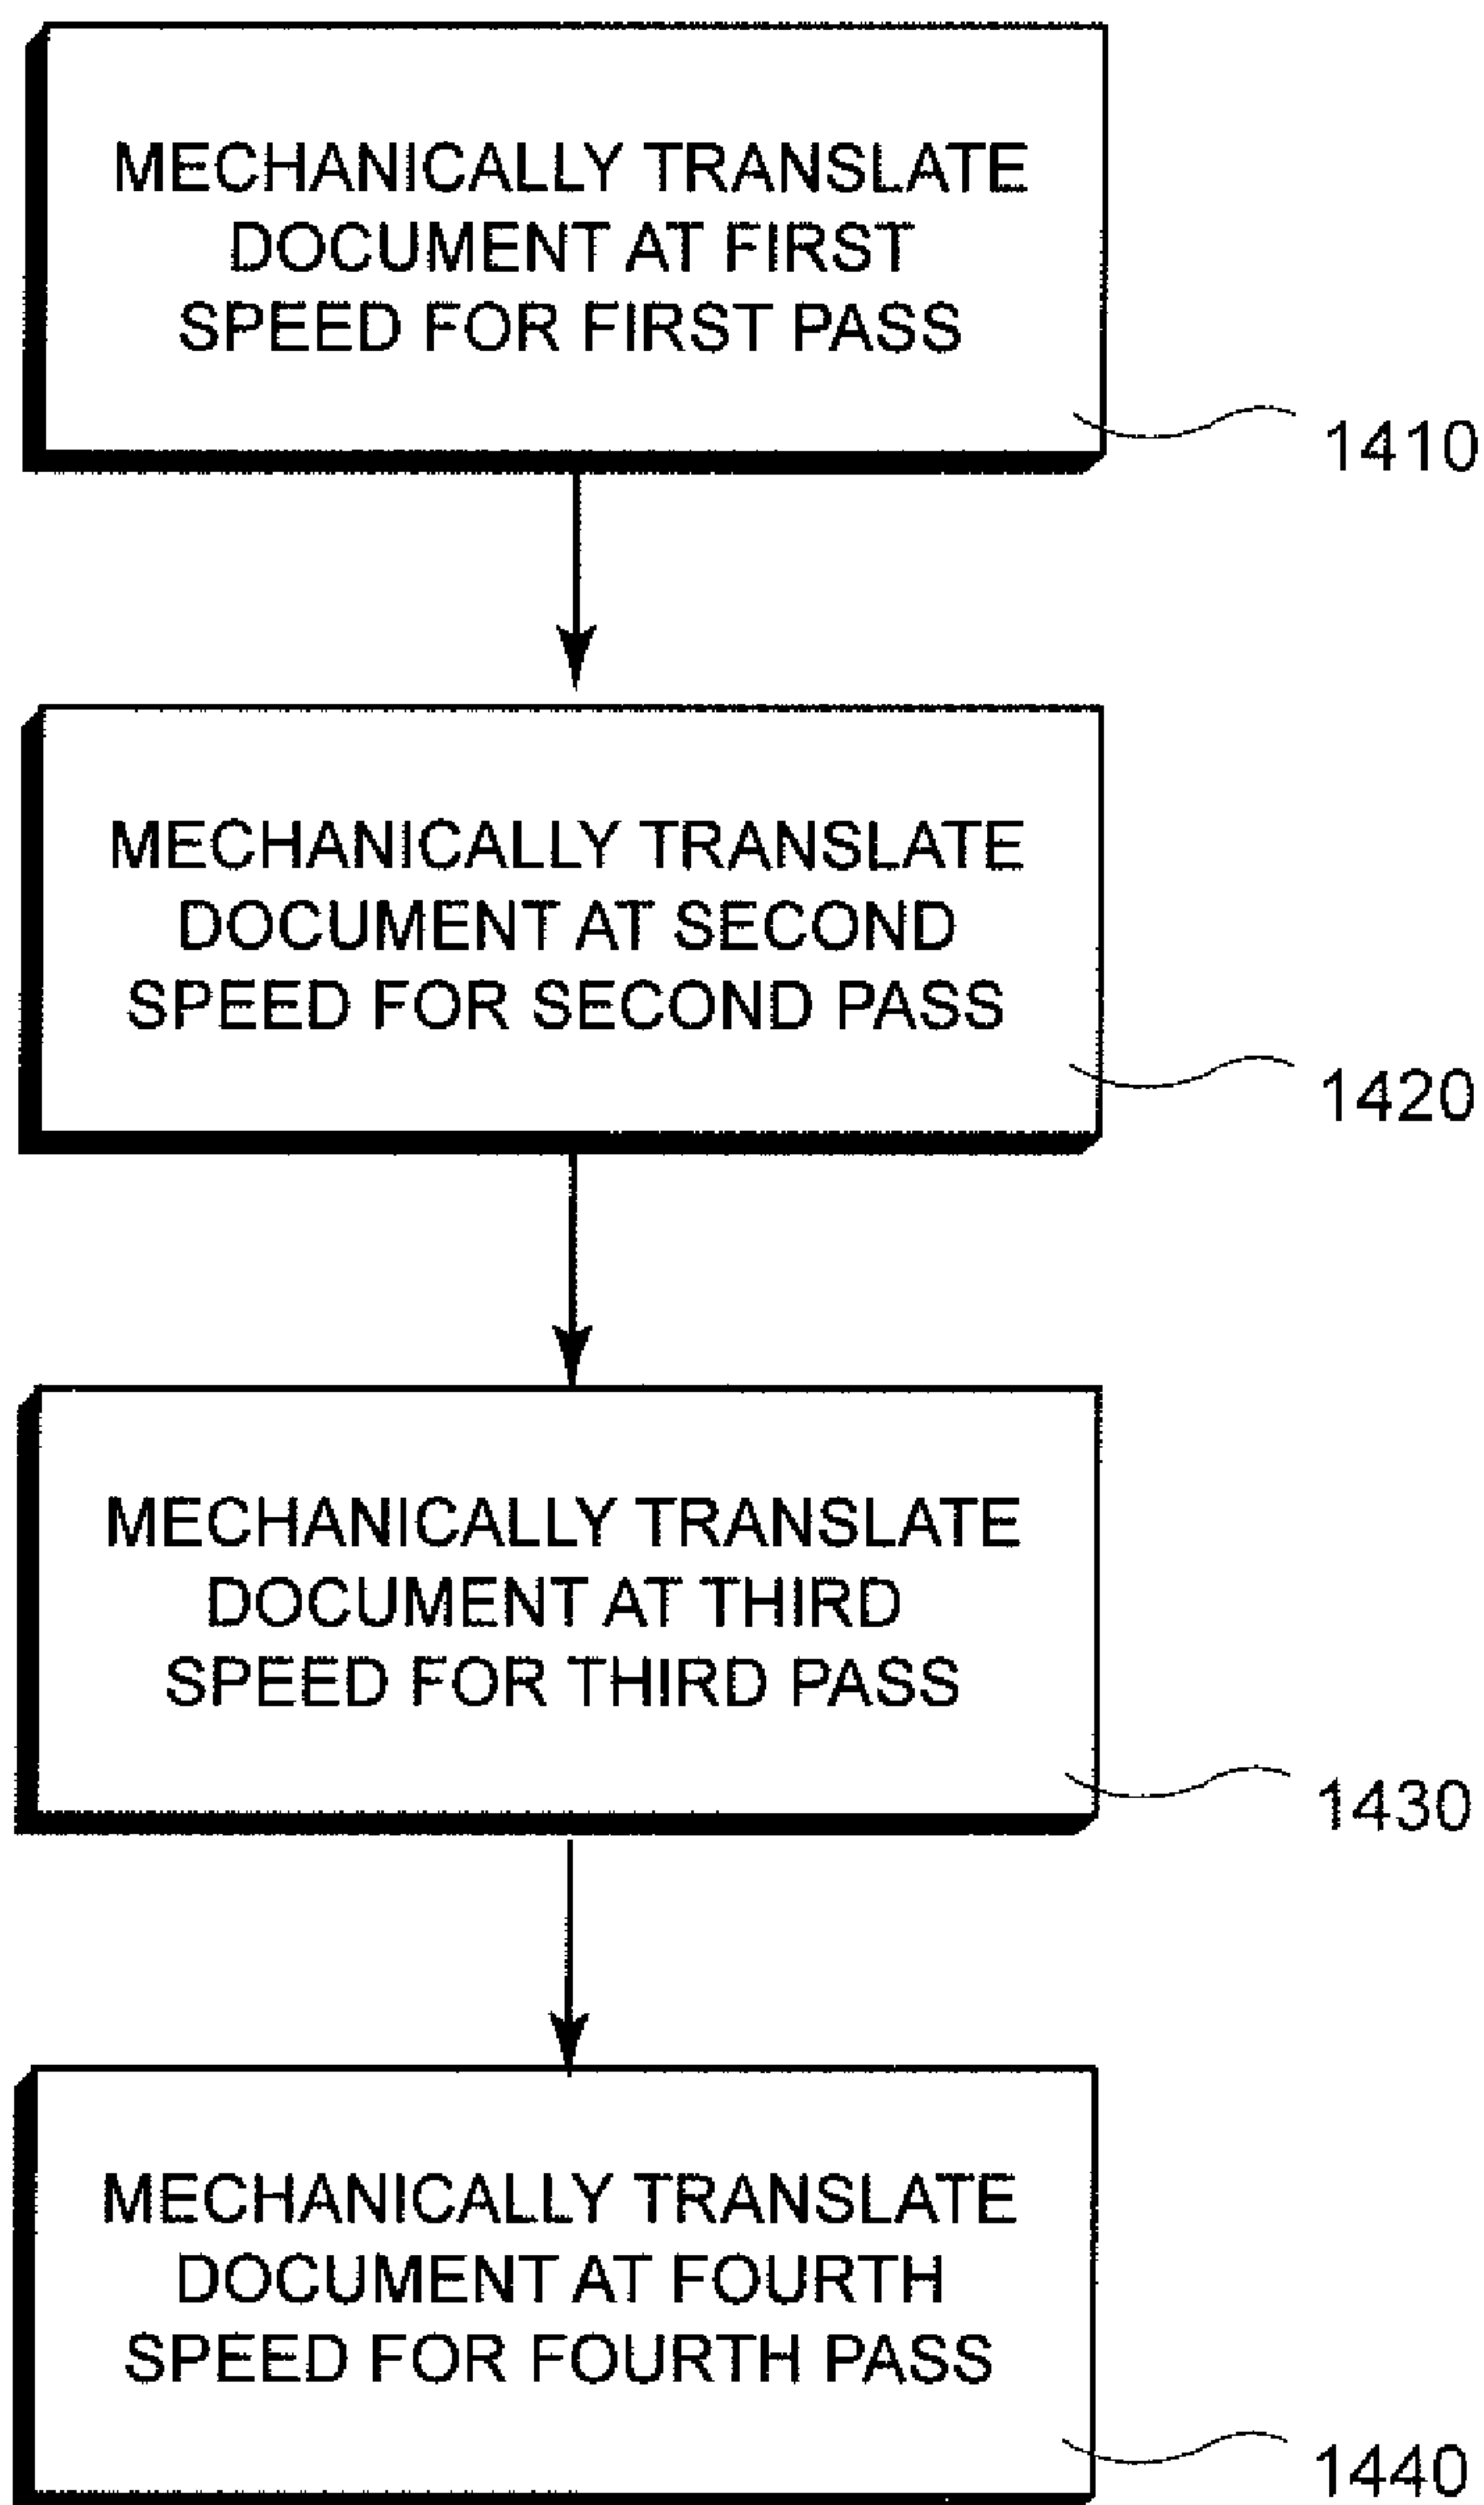 MECHANICALLY TRANSLATE
DOCUMENT AT FIRST
SPEED FOR FIRST PASS
1410
MECHANICALLY TRANSLATE
DOCUMENT AT SECOND
SPEED FOR SECOND PASS
1420
MECHANICALLY TRANSLATE
DOCUMENT AT THIRD
SPEED FOR THIRD PASS
1430
MECHANICALLY TRANSLATE
DOCUMENT AT FOURTH
SPEED FOR FOURTH PASS
1440